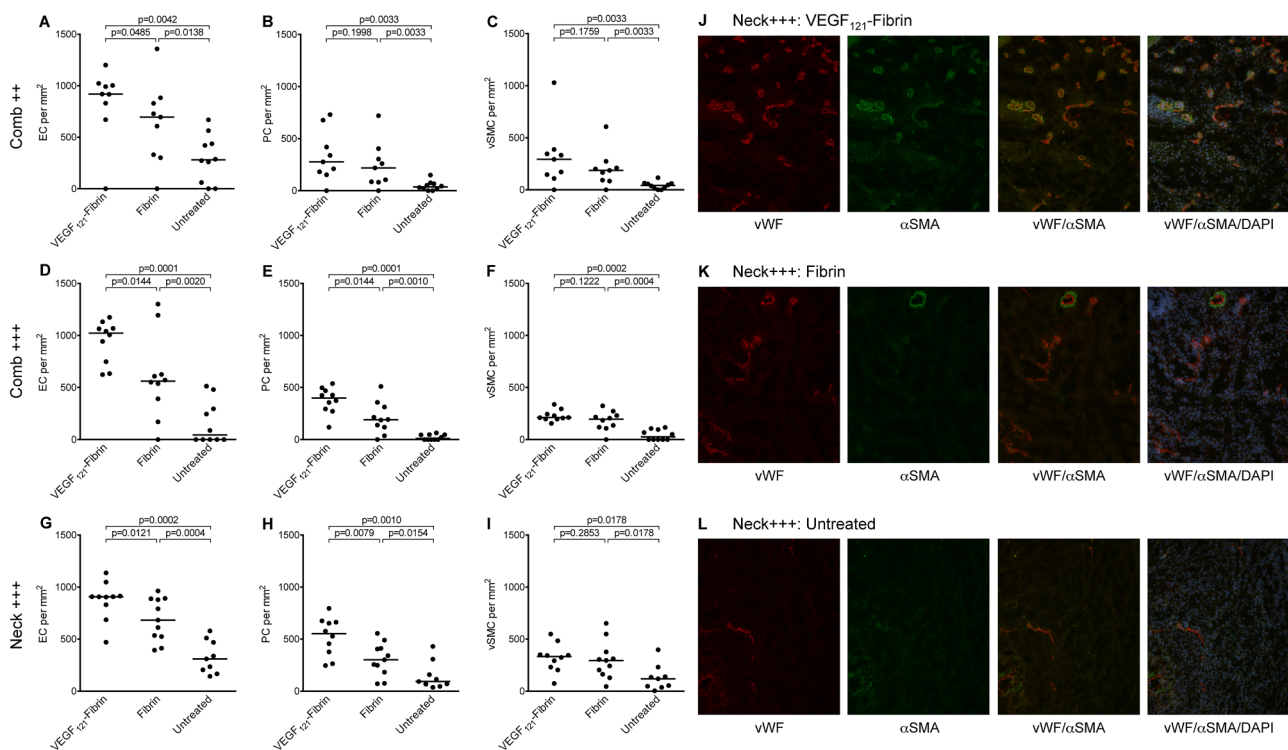 A
p=0.0042
p=0.0485 p=0.0138
Comb ++
EC per mm²
1500
1000
500
0
VEGF₁₂₁-Fibrin
Fibrin
Untreated
B
p=0.0033
p=0.1998 p=0.0033
PC per mm²
1500
1000
500
0
VEGF₁₂₁-Fibrin
Fibrin
Untreated
C
p=0.0033
p=0.1759 p=0.0033
vSMC per mm²
1500
1000
500
0
VEGF₁₂₁-Fibrin
Fibrin
Untreated
J Neck+++: VEGF₁₂₁-Fibrin
vWF αSMA vWF/αSMA vWF/αSMA/DAPI
D
p=0.0001
p=0.0144 p=0.0020
Comb +++
EC per mm²
1500
1000
500
0
VEGF₁₂₁-Fibrin
Fibrin
Untreated
E
p=0.0001
p=0.0144 p=0.0010
PC per mm²
1500
1000
500
0
VEGF₁₂₁-Fibrin
Fibrin
Untreated
F
p=0.0002
p=0.1222 p=0.0004
vSMC per mm²
1500
1000
500
0
VEGF₁₂₁-Fibrin
Fibrin
Untreated
K Neck+++: Fibrin
vWF αSMA vWF/αSMA vWF/αSMA/DAPI
G
p=0.0002
p=0.0121 p=0.0004
Neck +++
EC per mm²
1500
1000
500
0
VEGF₁₂₁-Fibrin
Fibrin
Untreated
H
p=0.0010
p=0.0079 p=0.0154
PC per mm²
1500
1000
500
0
VEGF₁₂₁-Fibrin
Fibrin
Untreated
I
p=0.0178
p=0.2853 p=0.0178
vSMC per mm²
1500
1000
500
0
VEGF₁₂₁-Fibrin
Fibrin
Untreated
L Neck+++: Untreated
vWF αSMA vWF/αSMA vWF/αSMA/DAPI